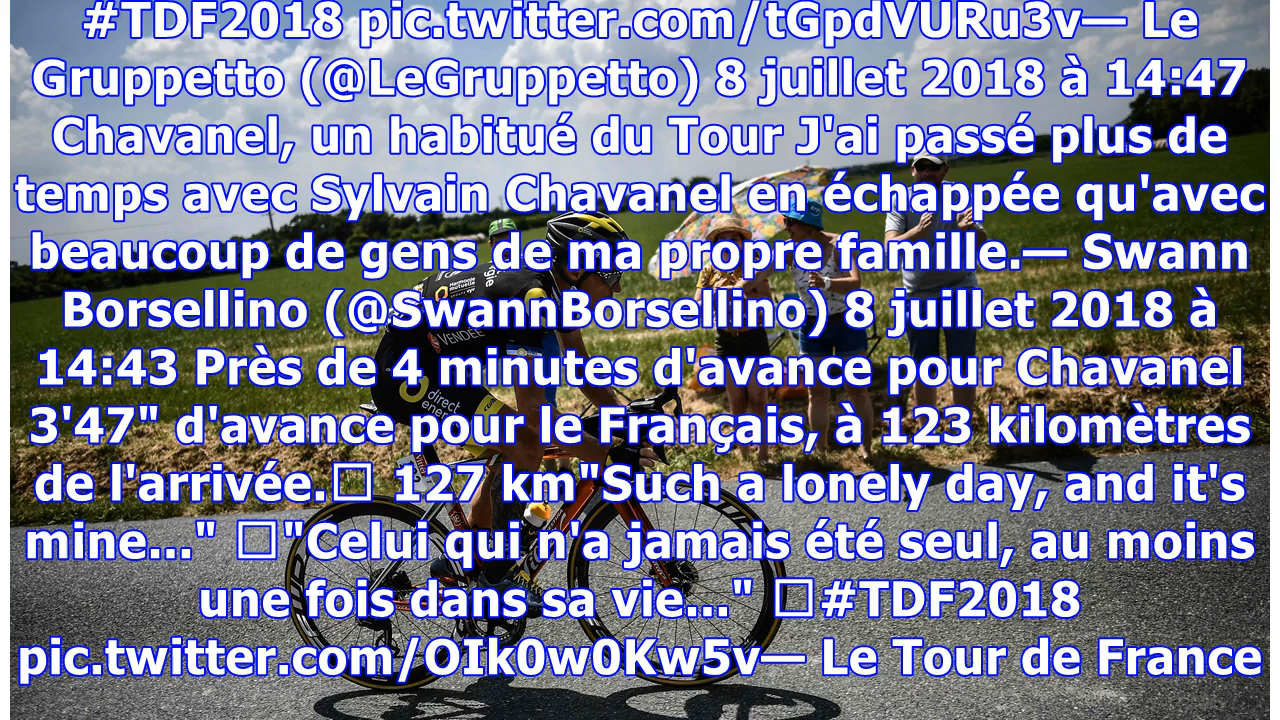 #TDF2018 pic.twitter.com/tGpdVURu3v— Le
Gruppetto (@LeGruppetto) 8 juillet 2018 à 14:47
Chavanel, un habitué du Tour J'ai passé plus de
temps avec Sylvain Chavanel en échappée qu'avec
beaucoup de gens de ma propre famille.— Swann
Borsellino (@SwannBorsellino) 8 juillet 2018 à
14:43 Près de 4 minutes d'avance pour Chavanel
3'47" d'avance pour le Français, à 123 kilomètres
de l'arrivée.□ 127 km "Such a lonely day, and it's
mine..." □"Celui qui n'a jamais été seul, au moins
une fois dans sa vie..." □#TDF2018
pic.twitter.com/OIk0w0Kw5v— Le Tour de France
VENDÉE
direct